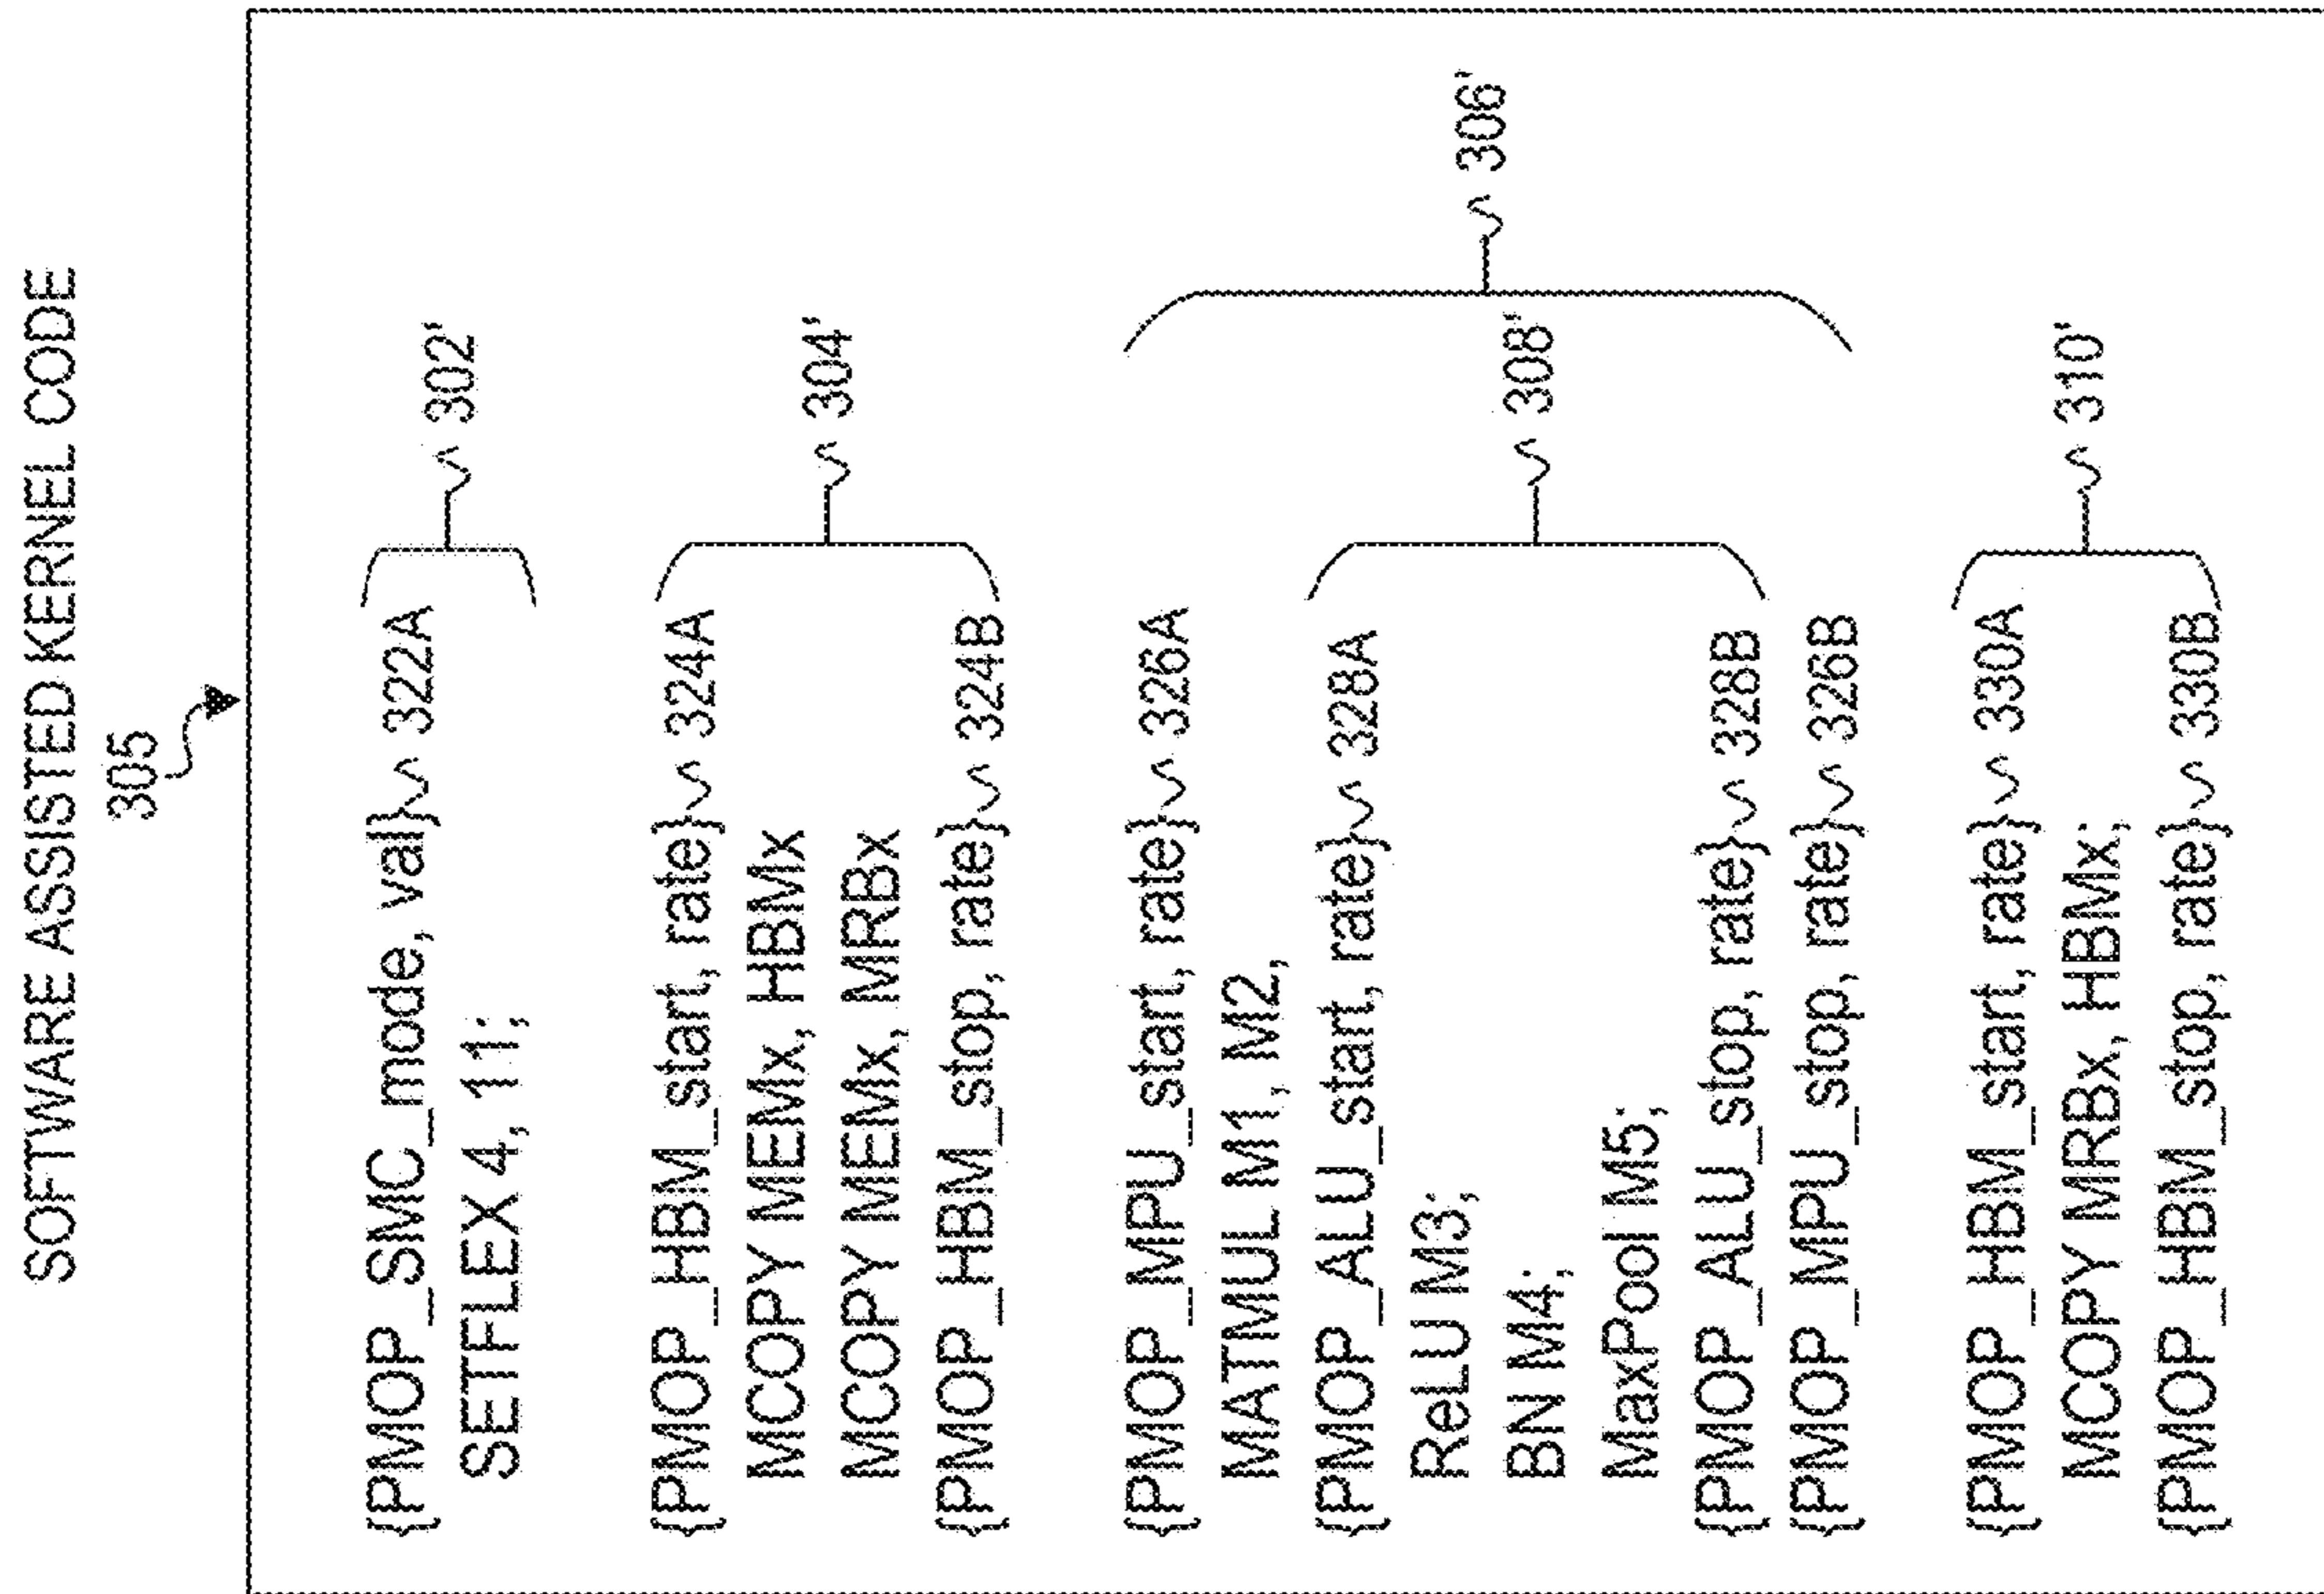 SOFTWARE ASSISTED KERNEL CODE
305
{PMOP_SMC_mode, val} 322A
SETFLEX 4, 11;
302'
{PMOP_HBM_start, rate} 324A
MCOPY MEMx, HBMx
MCOPY MEMx, MRBx
{PMOP_HBM_stop, rate} 324B
304'
{PMOP_MPU_start, rate} 326A
MATMUL M1, M2,
{PMOP_ALU_start, rate} 328A
ReLU M3;
BN M4;
MaxPool M5;
{PMOP_ALU_stop, rate} 328B
{PMOP_MPU_stop, rate} 326B
308'
306'
{PMOP_HBM_start, rate} 330A
MCOPY MRBx, HBMx;
{PMOP_HBM_stop, rate} 330B
310'